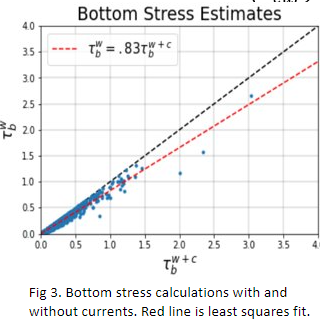 Bottom Stress Estimates
τ_b^w = .83τ_b^{w+c}
τ_b^w
4.0
3.5
3.0
2.5
2.0
1.5
1.0
0.5
0.0
0.0 0.5 1.0 1.5 2.0 2.5 3.0 3.5 4.
τ_b^{w+c}
Fig 3. Bottom stress calculations with and
without currents. Red line is least squares fit.